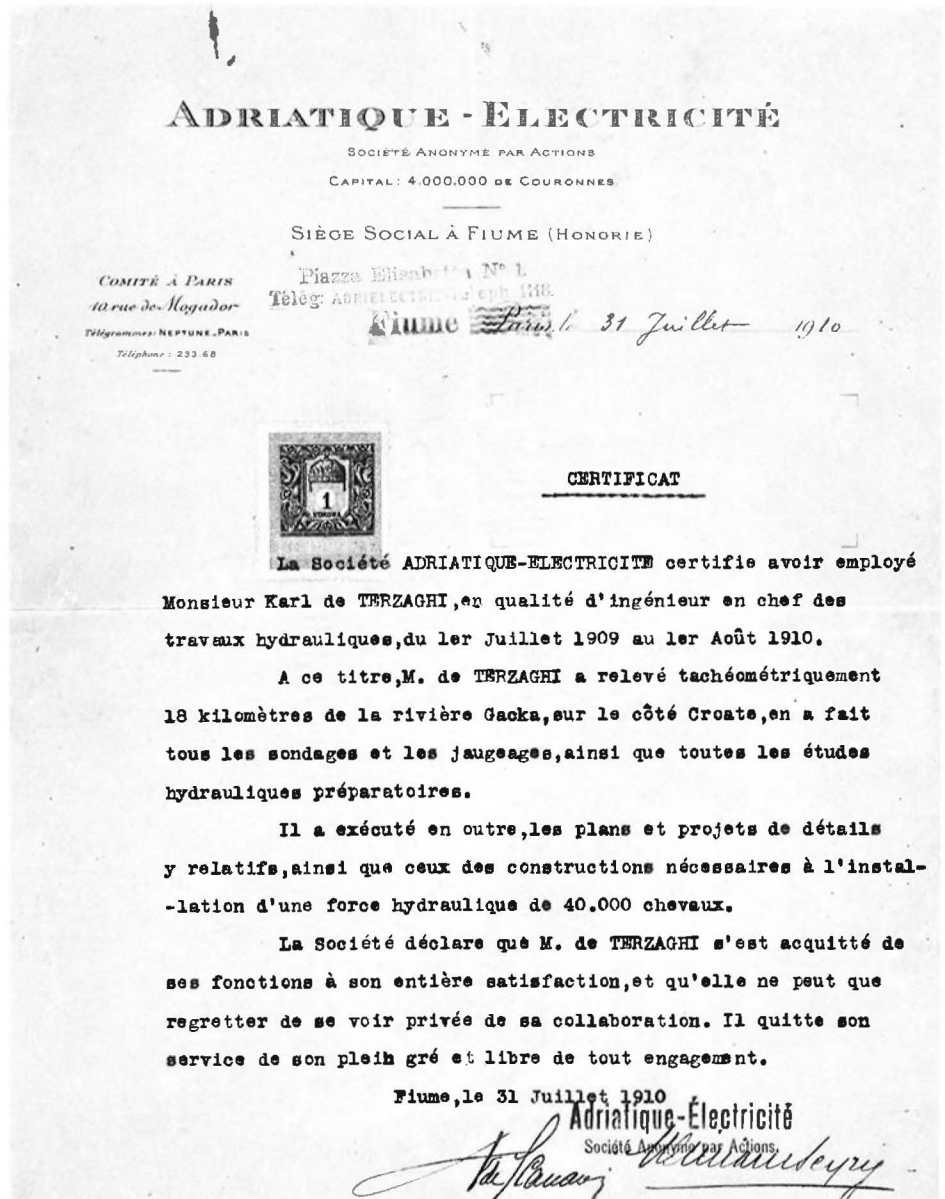 ADRIATIQUE - ELECTRICITÉ
SOCIÉTÉ ANONYME PAR ACTIONS
CAPITAL: 4.000.000 DE COURONNES
SIÈGE SOCIAL À FIUME (HONORIE)
COMITÉ À PARIS
10 rue de Mogador
Télégrammes: NEPTUNE-PARIS
Téléphone: 233.68
Piazza Elisabetta Nº 1.
Télég: ADRIELECTRIC Teleph. 1118.
Fiume Paris, le 31 Juillet 1910
1
KORONA
CERTIFICAT
La Société ADRIATIQUE-ELECTRICITE certifie avoir employé
Monsieur Karl de TERZAGHI,en qualité d'ingénieur en chef des
travaux hydrauliques,du 1er Juillet 1909 au 1er Août 1910.
A ce titre,M. de TERZAGHI a relevé tachéométriquement
18 kilomètres de la rivière Gacka,sur le côté Croate,en a fait
tous les sondages et les jaugeages,ainsi que toutes les études
hydrauliques préparatoires.
Il a exécuté en outre,les plans et projets de détails
y relatifs,ainsi que ceux des constructions nécessaires à l'instal-
-lation d'une force hydraulique de 40.000 chevaux.
La Société déclare que M. de TERZAGHI s'est acquitté de
ses fonctions à son entière satisfaction,et qu'elle ne peut que
regretter de se voir privée de sa collaboration. Il quitte son
service de son plein gré et libre de tout engagement.
Fiume,le 31 Juillet 1910
Adriatique-Électricité
Société Anonyme par Actions.